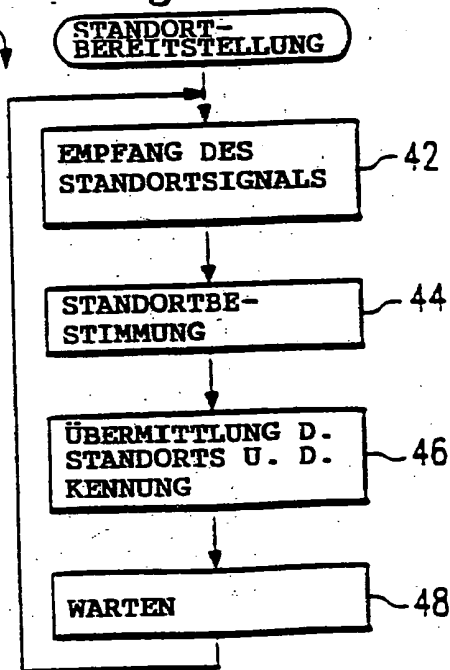 STANDORT-
BEREITSTELLUNG
EMPFANG DES
STANDORTSIGNALS
42
STANDORTBE-
STIMMUNG
44
ÜBERMITTLUNG D.
STANDORTS U. D.
KENNUNG
46
WARTEN
48